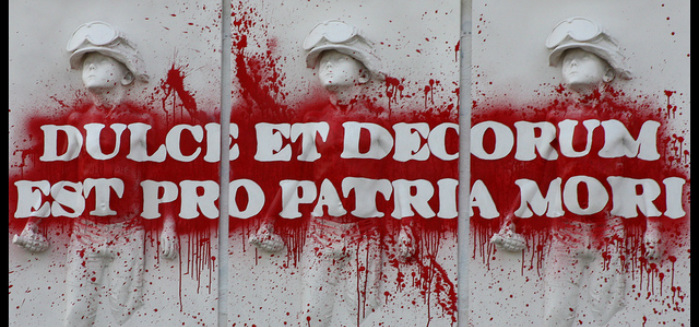 DULCE ET DECORUM
EST PRO PATRIA MORI